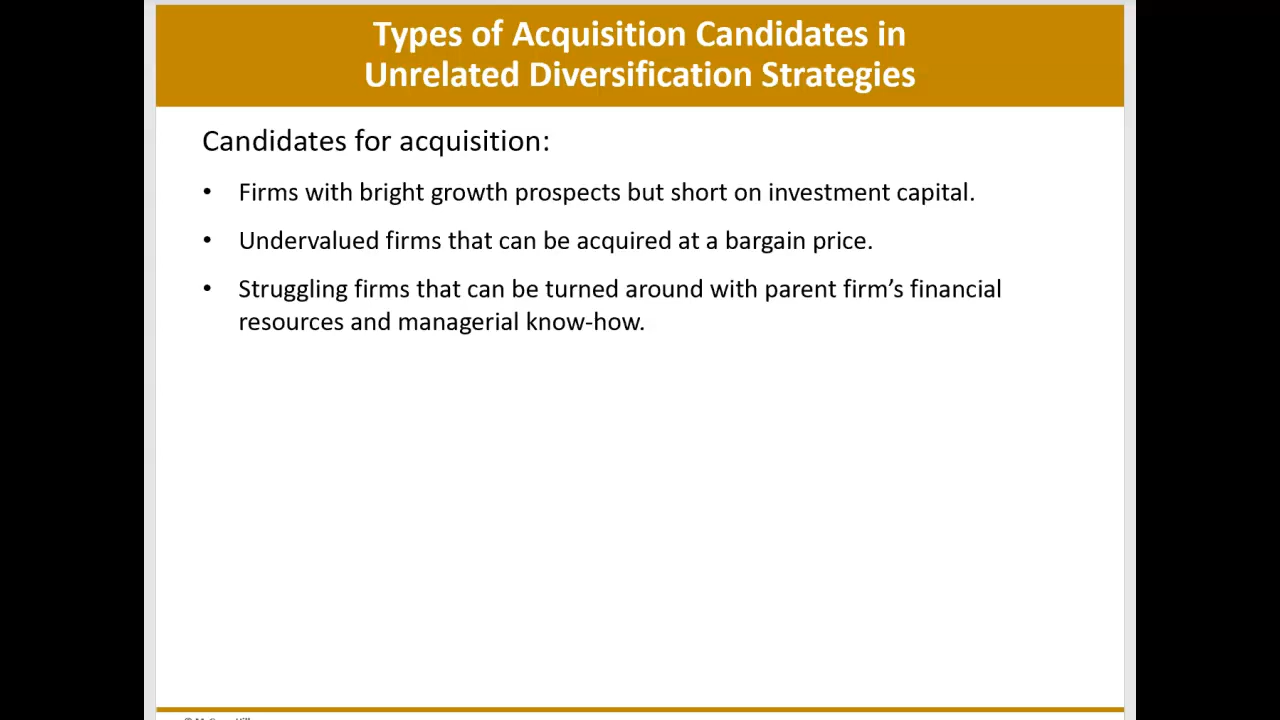 Types of Acquisition Candidates in
Unrelated Diversification Strategies
Candidates for acquisition:
• Firms with bright growth prospects but short on investment capital.
• Undervalued firms that can be acquired at a bargain price.
• Struggling firms that can be turned around with parent firm’s financial
resources and managerial know-how.